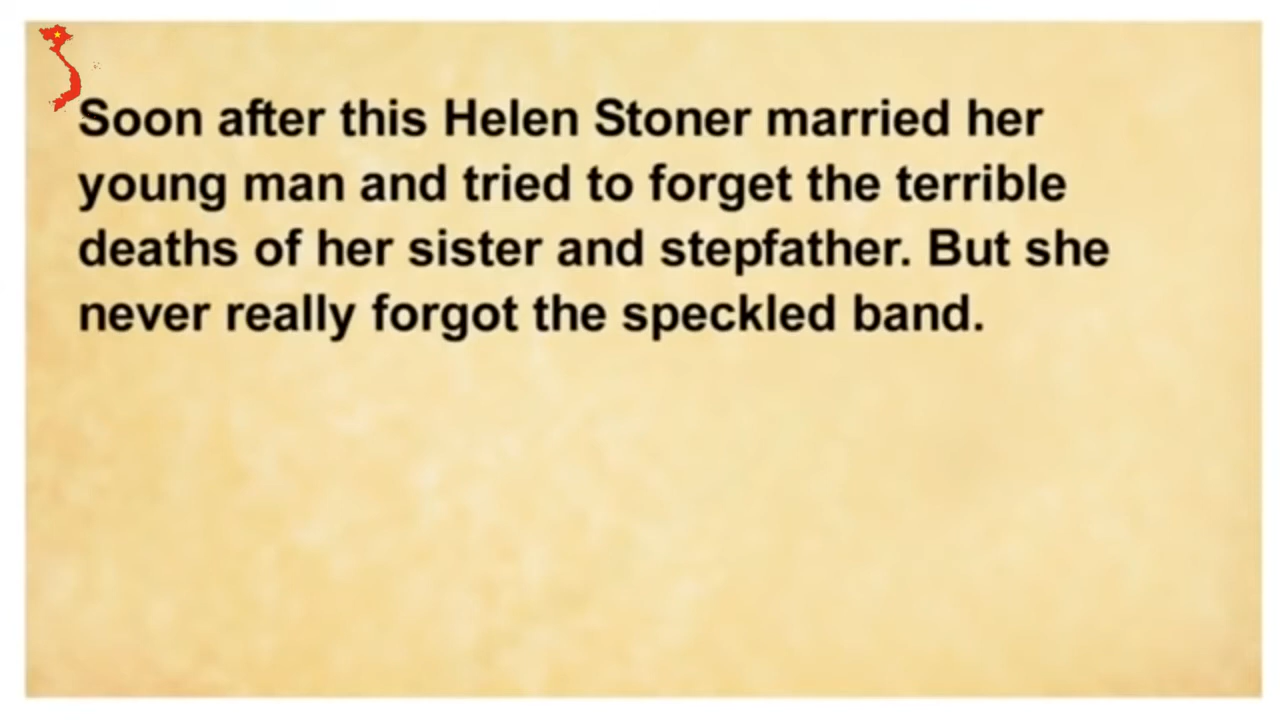 Soon after this Helen Stoner married her
young man and tried to forget the terrible
deaths of her sister and stepfather. But she
never really forgot the speckled band.